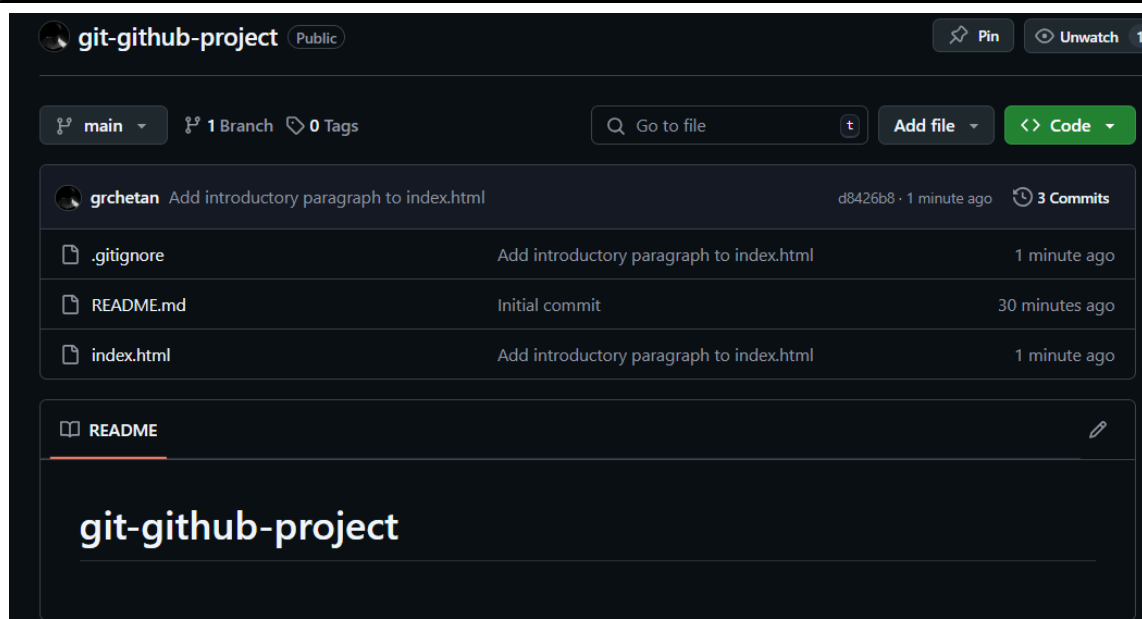 git-github-project Public Pin Unwatch 1
main 1 Branch 0 Tags Go to file t Add file Code
grchetan Add introductory paragraph to index.html d8426b8 · 1 minute ago 3 Commits
.gitignore Add introductory paragraph to index.html 1 minute ago
README.md Initial commit 30 minutes ago
index.html Add introductory paragraph to index.html 1 minute ago
README
git-github-project